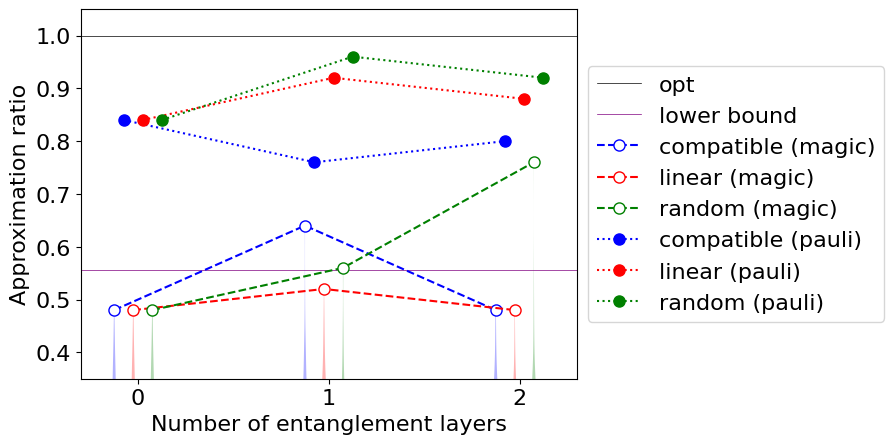 1.0
0.9
0.8
0.7
0.6
0.5
0.4
Approximation ratio
0 1 2
Number of entanglement layers
opt
lower bound
compatible (magic)
linear (magic)
random (magic)
compatible (pauli)
linear (pauli)
random (pauli)